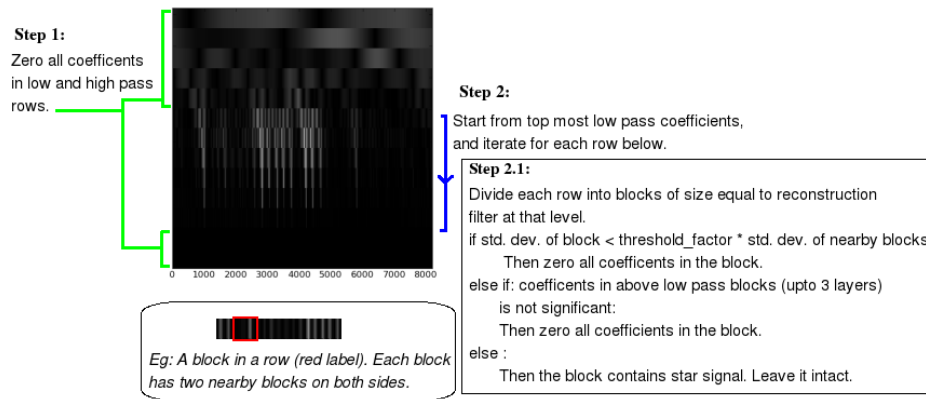 Step 1:
Zero all coefficents
in low and high pass
rows.
0 1000 2000 3000 4000 5000 6000 7000 8000
Eg: A block in a row (red label). Each block
has two nearby blocks on both sides.
Step 2:
Start from top most low pass coefficients,
and iterate for each row below.
Step 2.1:
Divide each row into blocks of size equal to reconstruction
filter at that level.
if std. dev. of block < threshold_factor * std. dev. of nearby blocks
Then zero all coefficents in the block.
else if: coefficents in above low pass blocks (upto 3 layers)
is not significant:
Then zero all coefficients in the block.
else :
Then the block contains star signal. Leave it intact.